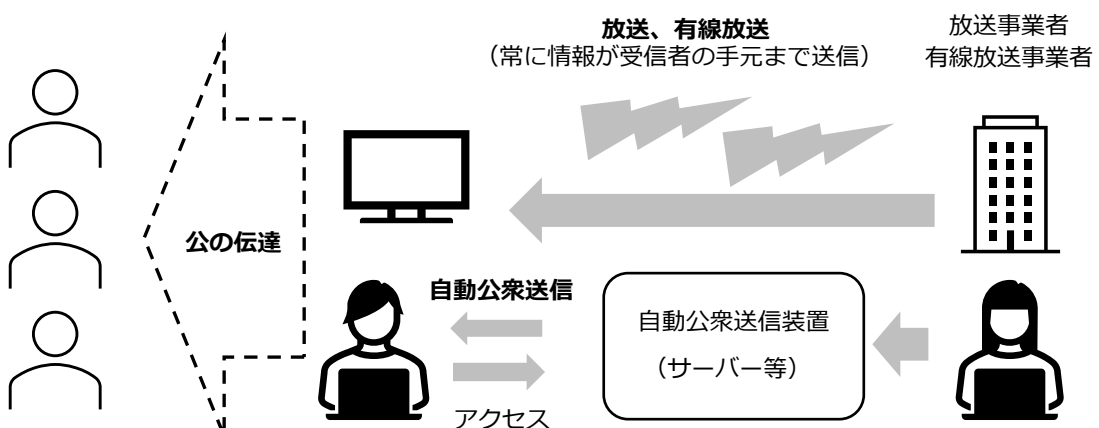 放送、有線放送
（常に情報が受信者の手元まで送信）
放送事業者
有線放送事業者
公の伝達
自動公衆送信
自動公衆送信装置
（サーバー等）
アクセス